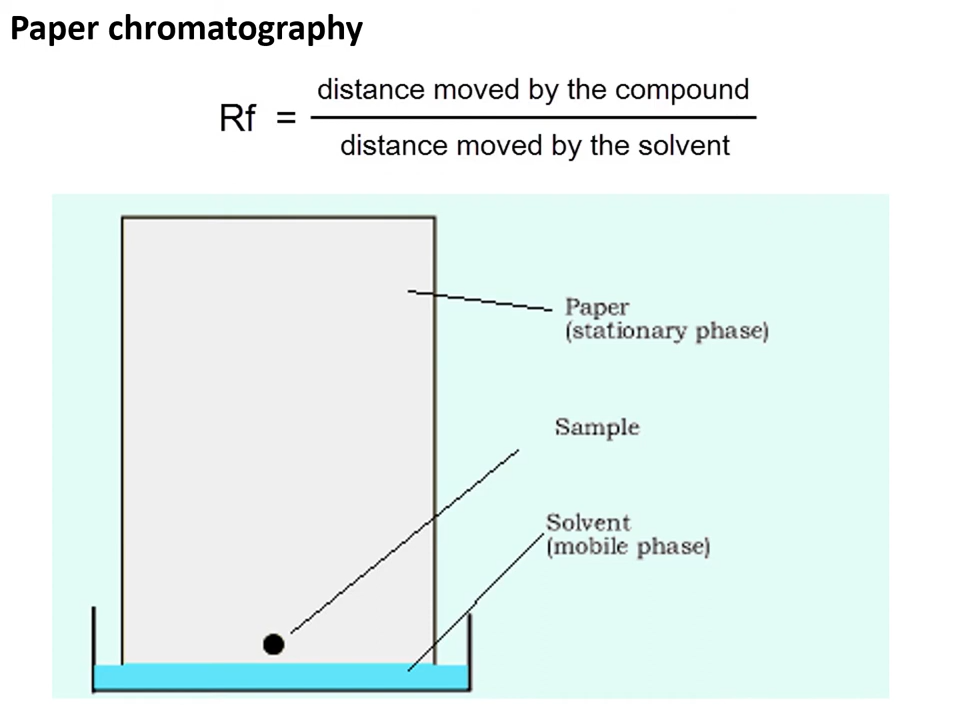 Paper chromatography
distance moved by the compound
Rf =
distance moved by the solvent
Paper
(stationary phase)
Sample
Solvent
(mobile phase)